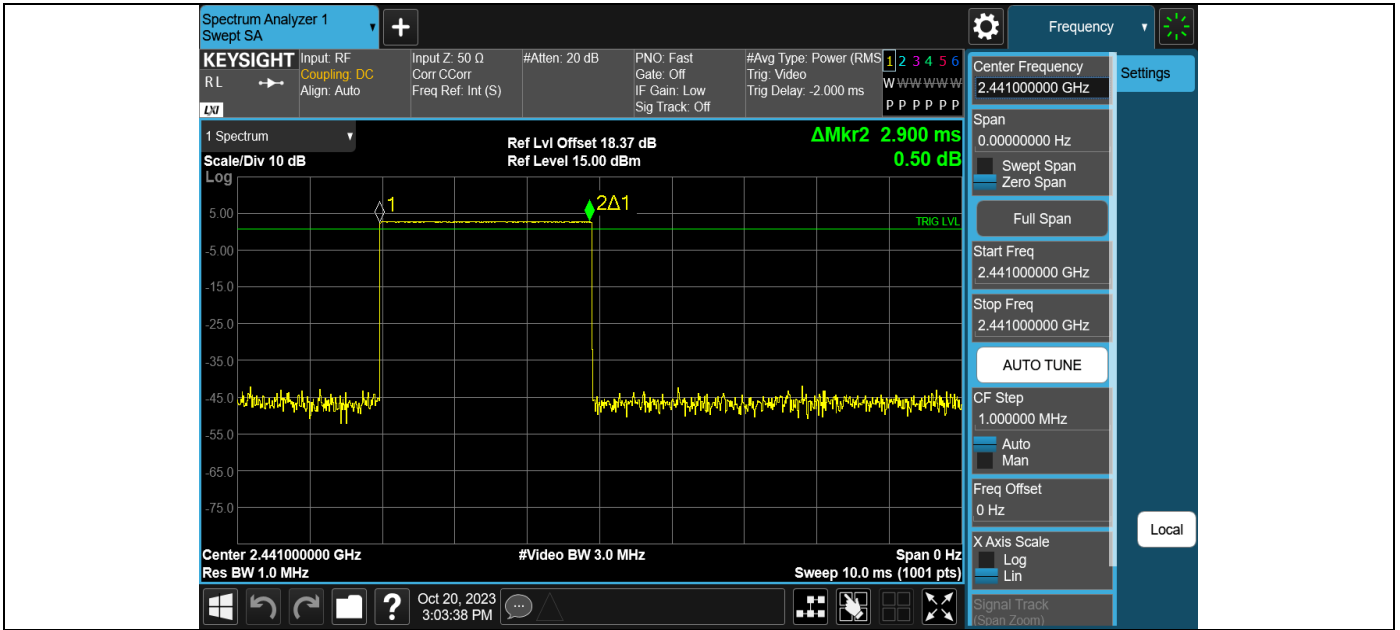 Spectrum Analyzer 1
Swept SA
+
Frequency
KEYSIGHT
RL
LXI
Input: RF
Coupling: DC
Align: Auto
Input Z: 50 Ω
Corr CCorr
Freq Ref: Int (S)
#Atten: 20 dB
PNO: Fast
Gate: Off
IF Gain: Low
Sig Track: Off
#Avg Type: Power (RMS
Trig: Video
Trig Delay: -2.000 ms
1 2 3 4 5 6
W W W W W W
P P P P P P
1 Spectrum
Scale/Div 10 dB
Log
Ref Lvl Offset 18.37 dB
Ref Level 15.00 dBm
ΔMkr2 2.900 ms
0.50 dB
1
2Δ1
TRIG LVL
5.00
-5.00
-15.0
-25.0
-35.0
-45.0
-55.0
-65.0
-75.0
Center 2.441000000 GHz
Res BW 1.0 MHz
#Video BW 3.0 MHz
Span 0 Hz
Sweep 10.0 ms (1001 pts)
?
Oct 20, 2023
3:03:38 PM
Center Frequency
2.441000000 GHz
Span
0.00000000 Hz
Swept Span
Zero Span
Full Span
Start Freq
2.441000000 GHz
Stop Freq
2.441000000 GHz
AUTO TUNE
CF Step
1.000000 MHz
Auto
Man
Freq Offset
0 Hz
X Axis Scale
Log
Lin
Signal Track
(Span Zoom)
Settings
Local